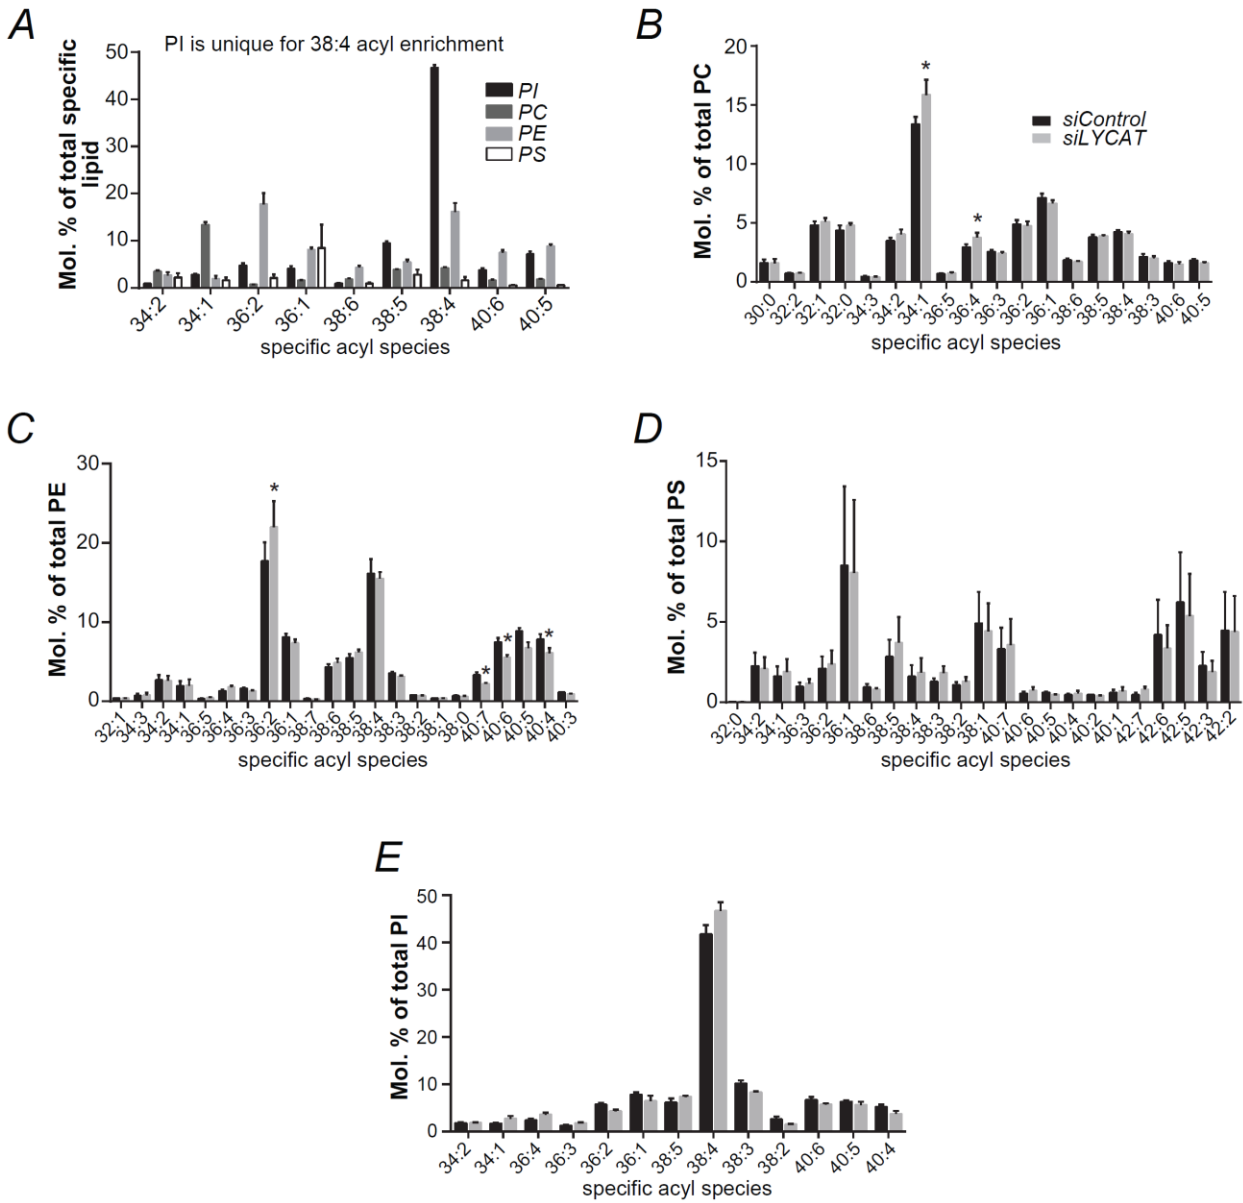 A
PI is unique for 38:4 acyl enrichment
Mol. % of total specific
lipid
50
40
30
20
10
0
PI
PC
PE
PS
34:2 34:1 36:2 36:1 38:6 38:5 38:4 40:6 40:5
specific acyl species
B
Mol. % of total PC
20
15
10
5
0
*
*
siControl
siLYCAT
30:0 32:2 32:1 32:0 34:3 34:2 34:1 36:5 36:4 36:3 36:2 36:1 38:6 38:5 38:4 38:3 40:6 40:5
specific acyl species
C
Mol. % of total PE
30
20
10
0
*
*
*
*
32:1 34:3 34:2 34:1 36:5 36:4 36:3 36:2 36:1 38:7 38:6 38:5 38:4 38:3 38:2 38:1 38:0 40:7 40:6 40:5 40:4 40:3
specific acyl species
D
Mol. % of total PS
15
10
5
0
32:0 34:2 34:1 36:3 36:2 36:1 38:6 38:5 38:4 38:3 38:2 38:1 40:7 40:6 40:5 40:4 40:2 40:1 42:7 42:6 42:5 42:3 42:2
specific acyl species
E
Mol. % of total PI
50
40
30
20
10
0
34:2 34:1 36:4 36:3 36:2 36:1 38:5 38:4 38:3 38:2 40:6 40:5 40:4
specific acyl species